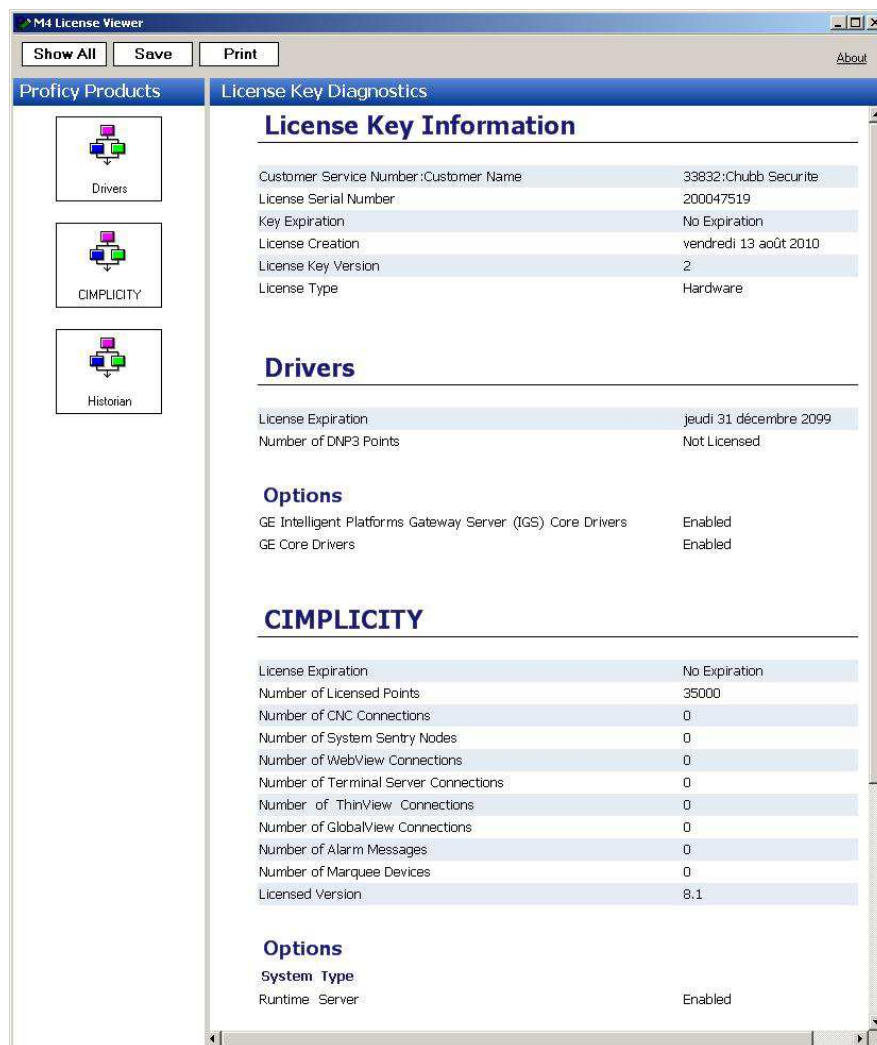 M4 License Viewer
Show All Save Print
About
Proficy Products
Drivers
CIMPLICITY
Historian
License Key Diagnostics
License Key Information
Customer Service Number:Customer Name 33832:Chubb Securite
License Serial Number 200047519
Key Expiration No Expiration
License Creation vendredi 13 août 2010
License Key Version 2
License Type Hardware
Drivers
License Expiration jeudi 31 décembre 2099
Number of DNP3 Points Not Licensed
Options
GE Intelligent Platforms Gateway Server (IGS) Core Drivers Enabled
GE Core Drivers Enabled
CIMPLICITY
License Expiration No Expiration
Number of Licensed Points 35000
Number of CNC Connections 0
Number of System Sentry Nodes 0
Number of WebView Connections 0
Number of Terminal Server Connections 0
Number of ThinView Connections 0
Number of GlobalView Connections 0
Number of Alarm Messages 0
Number of Marquee Devices 0
Licensed Version 8.1
Options
System Type
Runtime Server Enabled